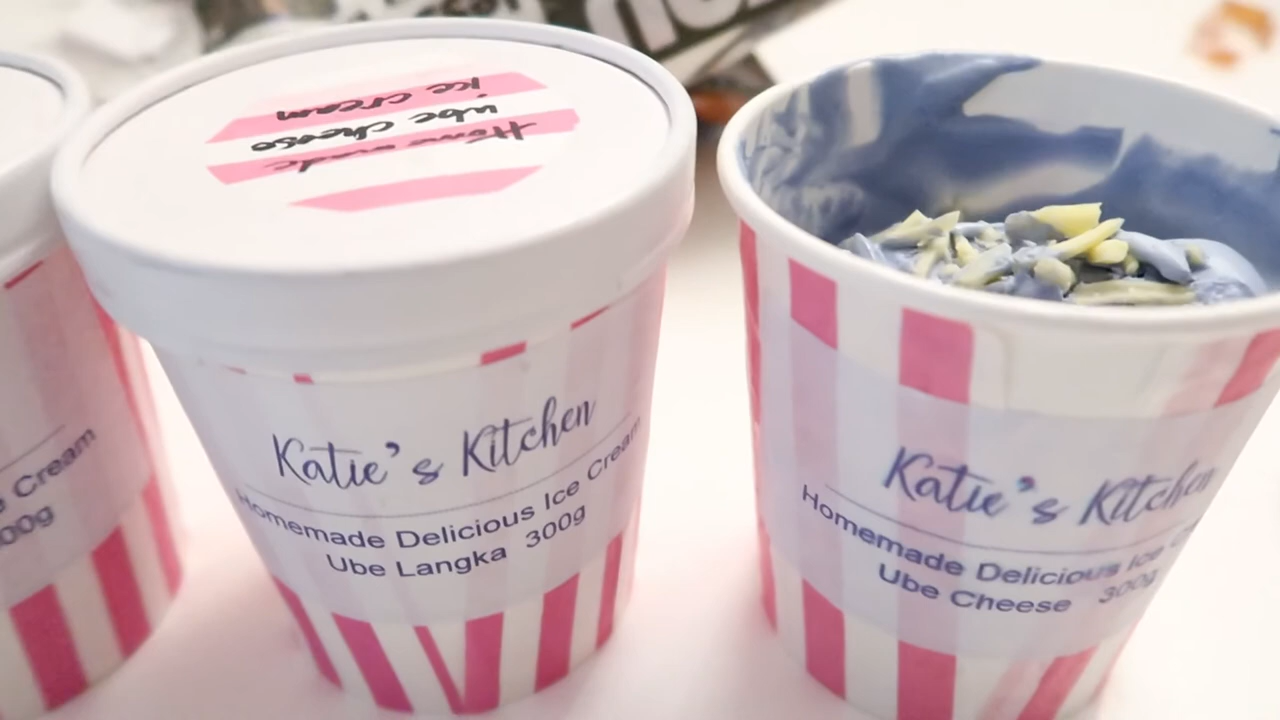 Home made
ube cheese
ice cream
Cream
00g
Katie's Kitchen
Homemade Delicious Ice Cream
Ube Langka 300g
Katie's Kitchen
Homemade Delicious Ice
Ube Cheese 300g